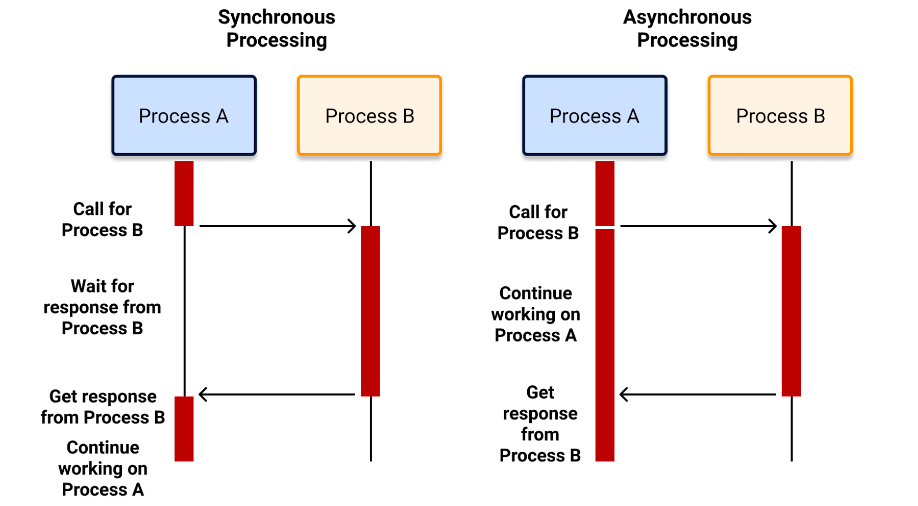 Synchronous
Processing
Process A
Process B
Call for
Process B
Wait for
response from
Process B
Get response
from Process B
Continue
working on
Process A
Asynchronous
Processing
Process A
Process B
Call for
Process B
Continue
working on
Process A
Get
response
from
Process B